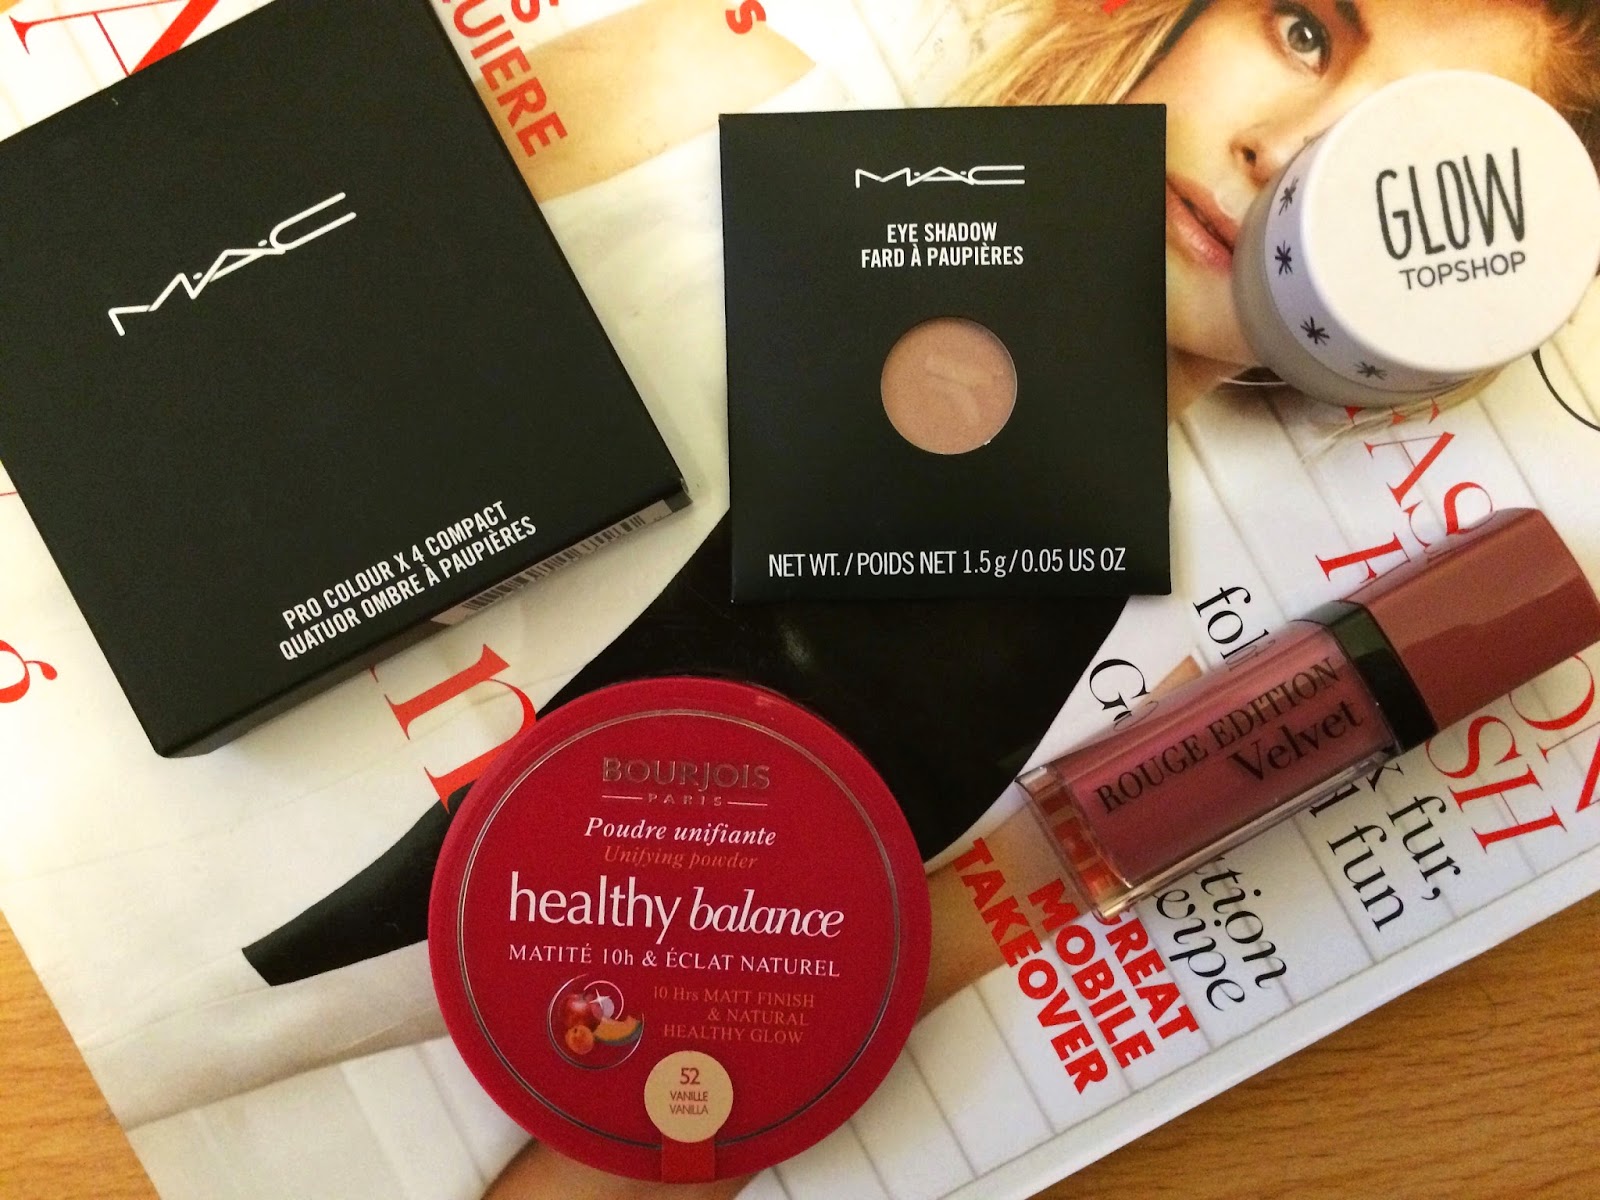 M·A·C
PRO COLOUR X 4 COMPACT
QUATUOR OMBRE À PAUPIÈRES
M·A·C
EYE SHADOW
FARD À PAUPIÈRES
NET WT. / POIDS NET 1.5 g / 0.05 US OZ
GLOW
TOPSHOP
ROUGE EDITION
Velvet
BOURJOIS
PARIS
Poudre unifiante
Unifying powder
healthy balance
MATITÉ 10h & ÉCLAT NATUREL
10 Hrs MATT FINISH
& NATURAL
HEALTHY GLOW
52
VANILLE
VANILLA
fur,
fun
THE GREAT
MOBILE
TAKEOVER